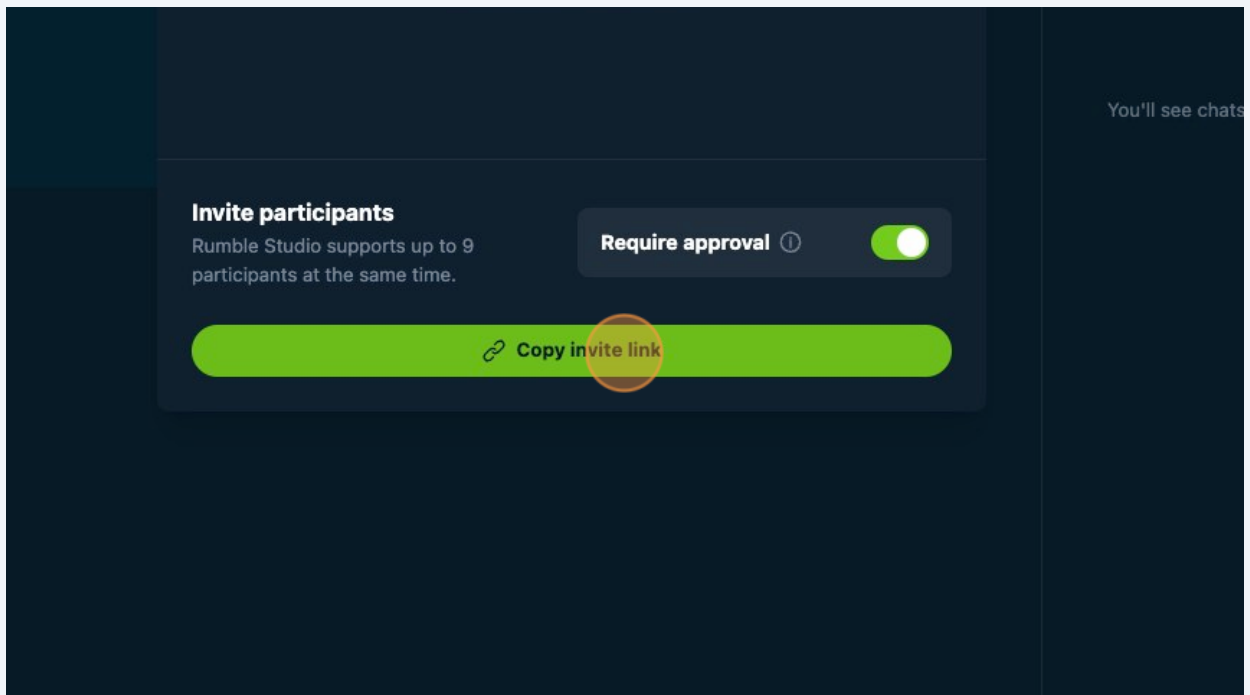 You'll see chats
Invite participants
Rumble Studio supports up to 9
participants at the same time.
Require approval
Copy invite link